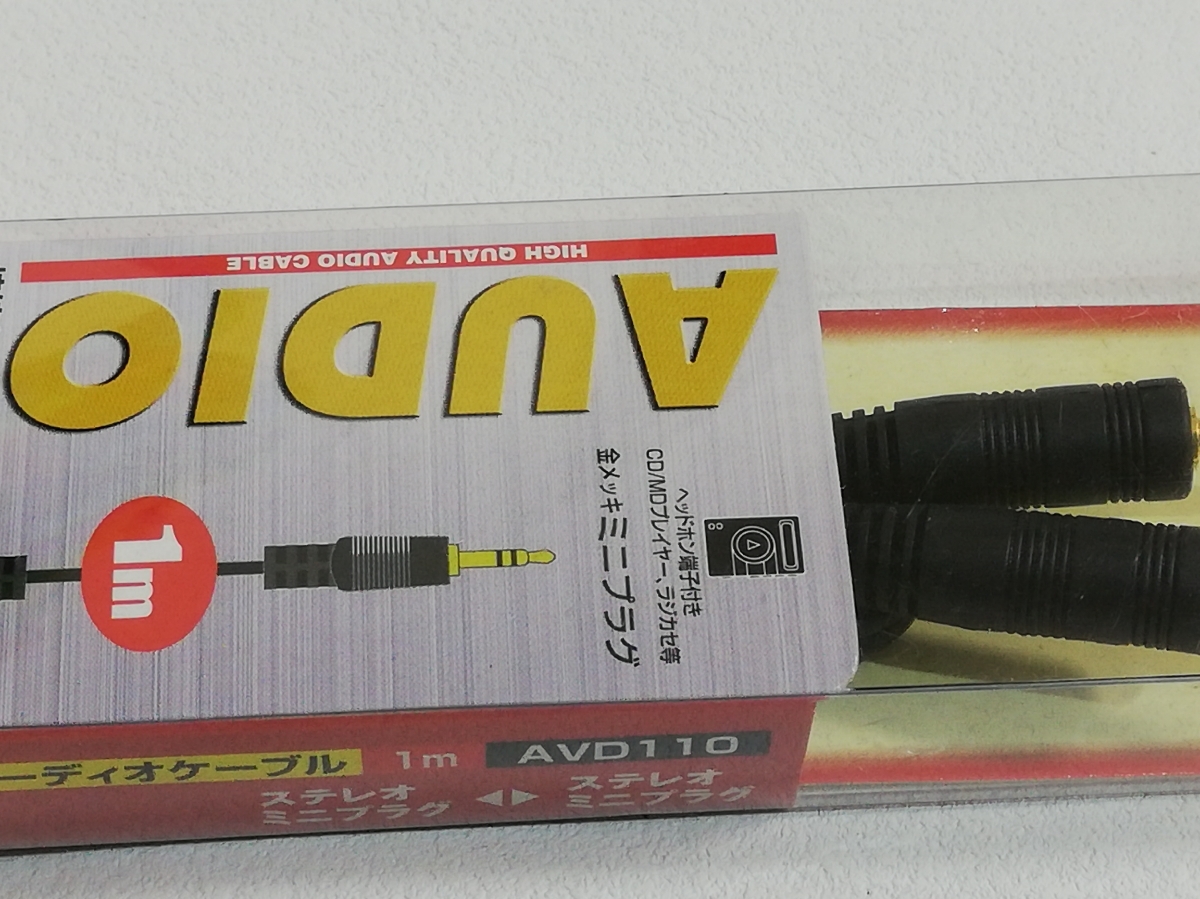 HIGH QUALITY AUDIO CABLE
AUDIO
1m
金メッキミニプラグ
CD/MDプレイヤー、ラジカセ等
ヘッドホン端子付き
ーディオケーブル 1m AVD110
ステレオ
ミニプラグ ◀▶ ステレオ
ミニプラグ